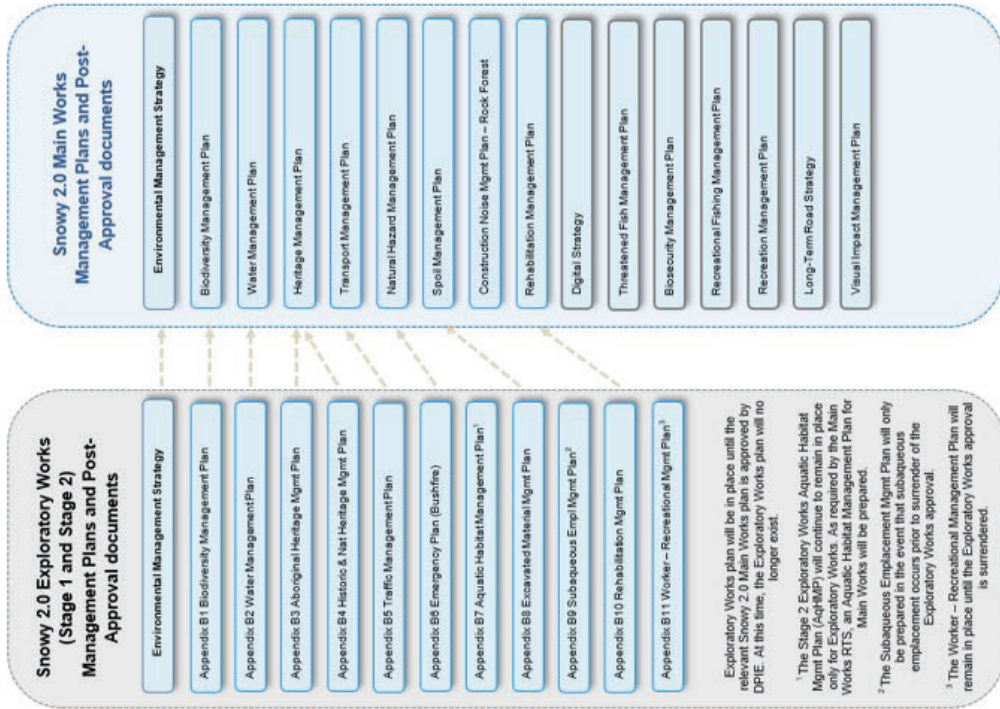 Snowy 2.0 Exploratory Works
(Stage 1 and Stage 2)
Management Plans and Post-
Approval documents
Environmental Management Strategy
Appendix B1 Biodiversity Management Plan
Appendix B2 Water Management Plan
Appendix B3 Aboriginal Heritage Mgmt Plan
Appendix B4 Historic & Nat Heritage Mgmt Plan
Appendix B5 Traffic Management Plan
Appendix B6 Emergency Plan (Bushfire)
Appendix B7 Aquatic Habitat Management Plan¹
Appendix B8 Excavated Material Mgmt Plan
Appendix B9 Subaqueous Empl Mgmt Plan²
Appendix B10 Rehabilitation Mgmt Plan
Appendix B11 Worker – Recreational Mgmt Plan³
Exploratory Works plan will be in place until the
relevant Snowy 2.0 Main Works plan is approved by
DPIE. At this time, the Exploratory Works plan will no
longer exist.
¹ The Stage 2 Exploratory Works Aquatic Habitat
Mgmt Plan (AqHMP) will continue to remain in place
only for Exploratory Works. As required by the Main
Works RTS, an Aquatic Habitat Management Plan for
Main Works will be prepared.
² The Subaqueous Emplacement Mgmt Plan will only
be prepared in the event that subaqueous
emplacement occurs prior to surrender of the
Exploratory Works approval.
³ The Worker – Recreational Management Plan will
remain in place until the Exploratory Works approval
is surrendered.
Snowy 2.0 Main Works
Management Plans and Post-
Approval documents
Environmental Management Strategy
Biodiversity Management Plan
Water Management Plan
Heritage Management Plan
Transport Management Plan
Natural Hazard Management Plan
Spoil Management Plan
Construction Noise Mgmt Plan – Rock Forest
Rehabilitation Management Plan
Digital Strategy
Threatened Fish Management Plan
Biosecurity Management Plan
Recreational Fishing Management Plan
Recreation Management Plan
Long-Term Road Strategy
Visual Impact Management Plan